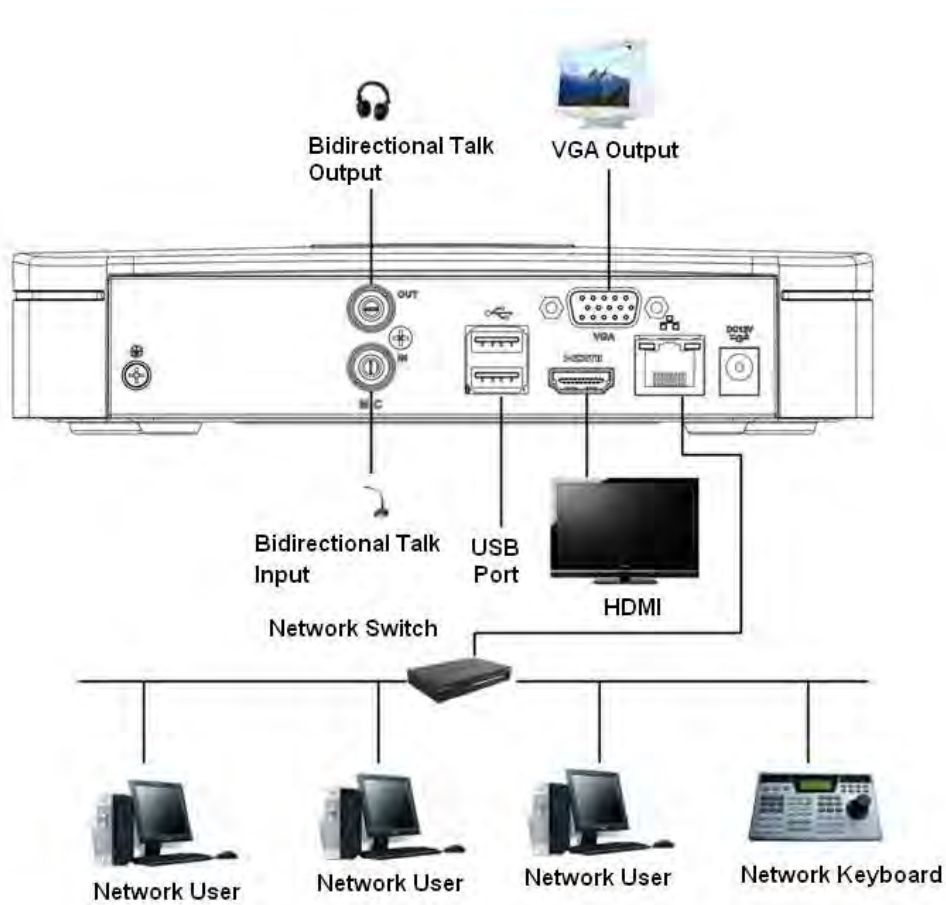 Bidirectional Talk
Output
VGA Output
OUT
IN
MIC
VGA
HDMI
DC12V
Bidirectional Talk
Input
USB
Port
HDMI
Network Switch
Network User
Network User
Network User
Network Keyboard